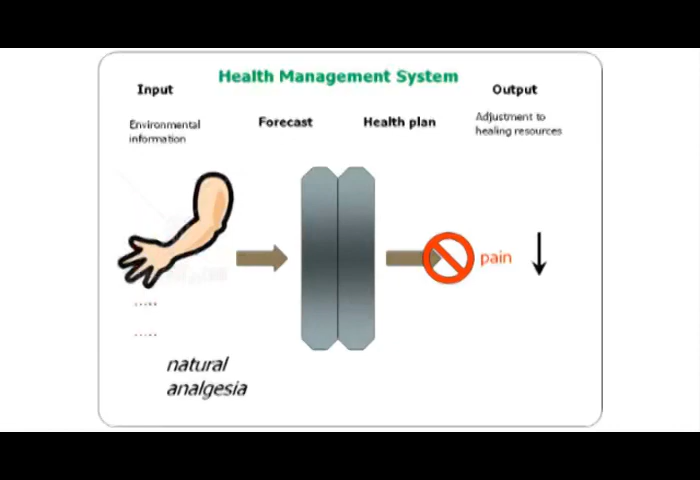 Health Management System
Input
Output
Environmental
information
Forecast
Health plan
Adjustment to
healing resources
pain
.....
.....
natural
analgesia